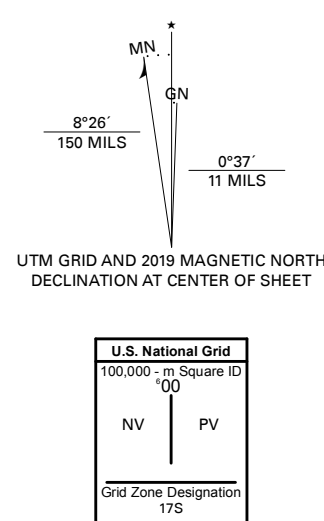 ★
MN
GN
8°26´
150 MILS
0°37´
11 MILS
UTM GRID AND 2019 MAGNETIC NORTH
DECLINATION AT CENTER OF SHEET
U.S. National Grid
100,000 - m Square ID
⁶00
NV PV
Grid Zone Designation
17S